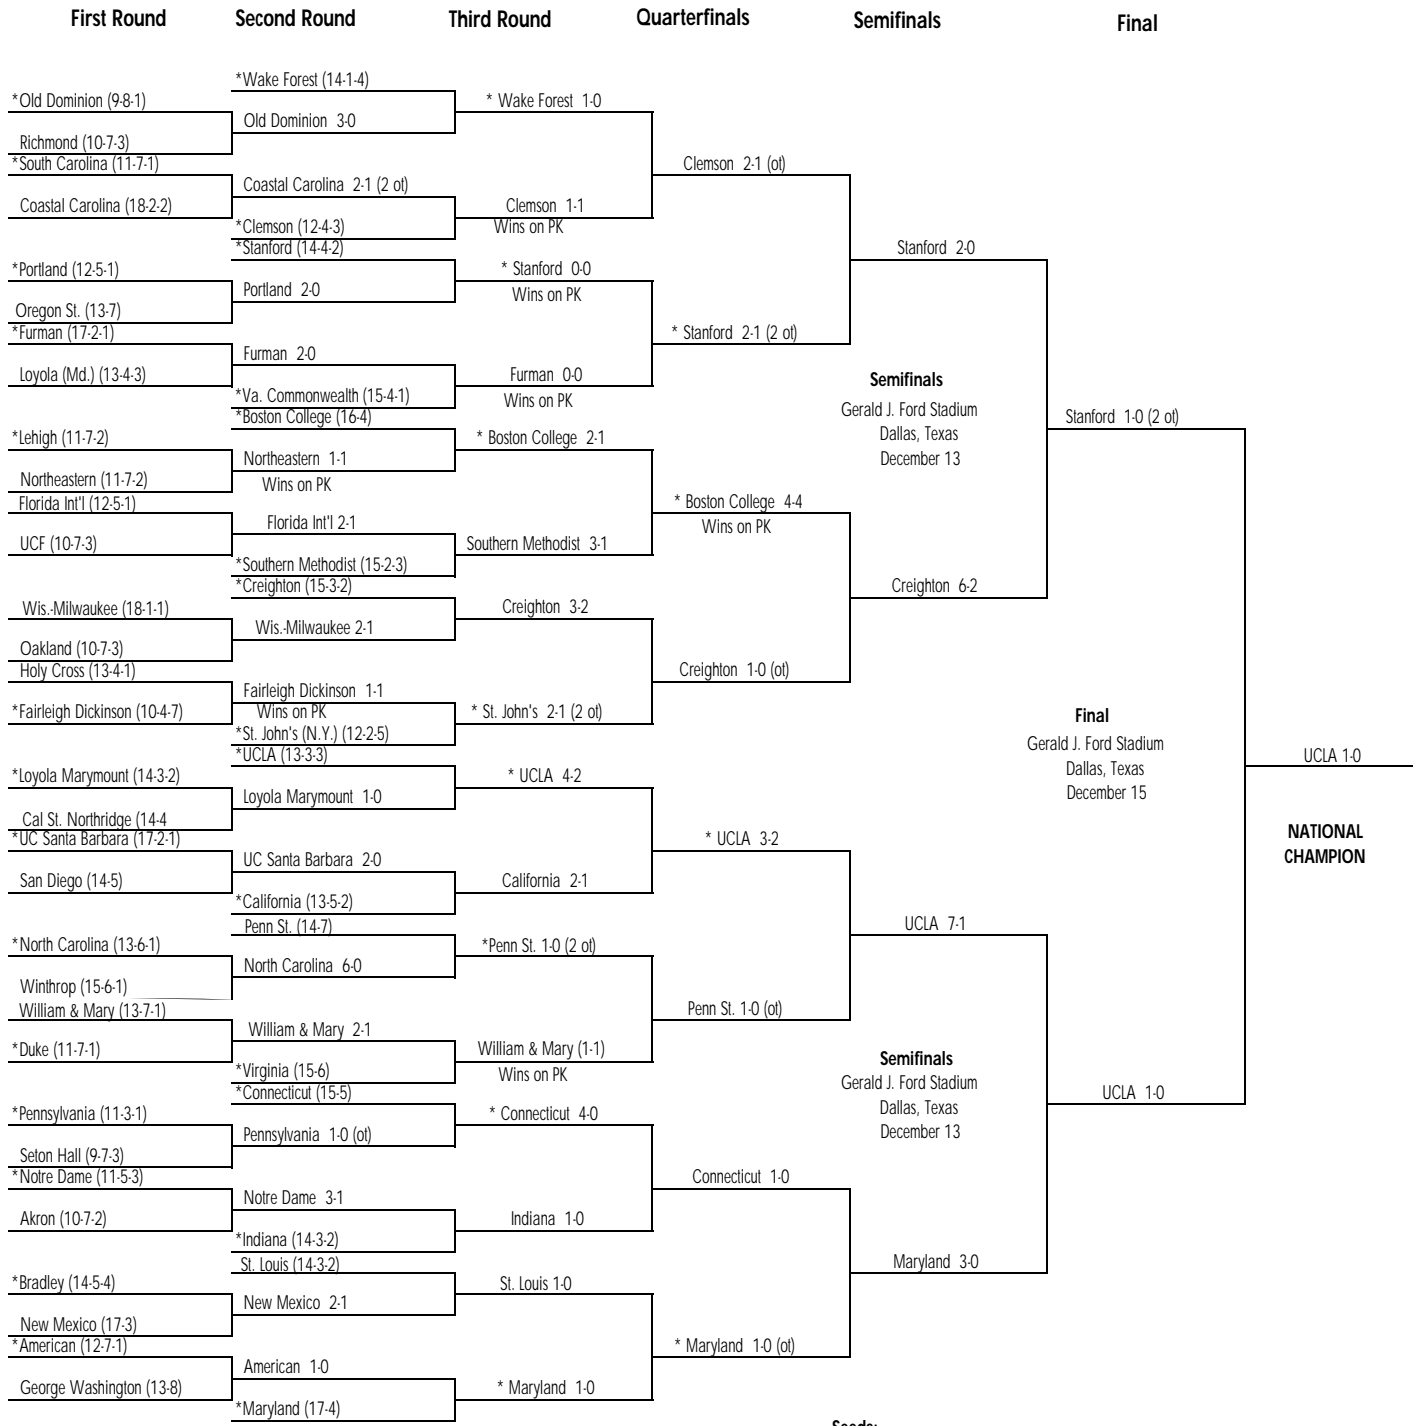 First Round
Second Round
Third Round
Quarterfinals
Semifinals
Final
*Old Dominion (9-8-1)
Richmond (10-7-3)
*South Carolina (11-7-1)
Coastal Carolina (18-2-2)
*Portland (12-5-1)
Oregon St. (13-7)
*Furman (17-2-1)
Loyola (Md.) (13-4-3)
*Lehigh (11-7-2)
Northeastern (11-7-2)
Florida Int'l (12-5-1)
UCF (10-7-3)
Wis.-Milwaukee (18-1-1)
Oakland (10-7-3)
Holy Cross (13-4-1)
*Fairleigh Dickinson (10-4-7)
*Loyola Marymount (14-3-2)
Cal St. Northridge (14-4
*UC Santa Barbara (17-2-1)
San Diego (14-5)
*North Carolina (13-6-1)
Winthrop (15-6-1)
William & Mary (13-7-1)
*Duke (11-7-1)
*Pennsylvania (11-3-1)
Seton Hall (9-7-3)
*Notre Dame (11-5-3)
Akron (10-7-2)
*Bradley (14-5-4)
New Mexico (17-3)
*American (12-7-1)
George Washington (13-8)
*Wake Forest (14-1-4)
Old Dominion 3-0
Coastal Carolina 2-1 (2 ot)
*Clemson (12-4-3)
*Stanford (14-4-2)
Portland 2-0
Furman 2-0
*Va. Commonwealth (15-4-1)
*Boston College (16-4)
Northeastern 1-1
Wins on PK
Florida Int'l 2-1
*Southern Methodist (15-2-3)
*Creighton (15-3-2)
Wis.-Milwaukee 2-1
Fairleigh Dickinson 1-1
Wins on PK
*St. John's (N.Y.) (12-2-5)
*UCLA (13-3-3)
Loyola Marymount 1-0
UC Santa Barbara 2-0
*California (13-5-2)
Penn St. (14-7)
North Carolina 6-0
William & Mary 2-1
*Virginia (15-6)
*Connecticut (15-5)
Pennsylvania 1-0 (ot)
Notre Dame 3-1
*Indiana (14-3-2)
St. Louis (14-3-2)
New Mexico 2-1
American 1-0
*Maryland (17-4)
* Wake Forest 1-0
Clemson 1-1
Wins on PK
* Stanford 0-0
Wins on PK
Furman 0-0
Wins on PK
* Boston College 2-1
Southern Methodist 3-1
Creighton 3-2
* St. John's 2-1 (2 ot)
* UCLA 4-2
California 2-1
*Penn St. 1-0 (2 ot)
William & Mary (1-1)
Wins on PK
* Connecticut 4-0
Indiana 1-0
St. Louis 1-0
* Maryland 1-0
Clemson 2-1 (ot)
* Stanford 2-1 (2 ot)
* Boston College 4-4
Wins on PK
Creighton 1-0 (ot)
* UCLA 3-2
Penn St. 1-0 (ot)
Connecticut 1-0
* Maryland 1-0 (ot)
Stanford 2-0
Semifinals
Gerald J. Ford Stadium
Dallas, Texas
December 13
Creighton 6-2
UCLA 7-1
Semifinals
Gerald J. Ford Stadium
Dallas, Texas
December 13
Maryland 3-0
Stanford 1-0 (2 ot)
Final
Gerald J. Ford Stadium
Dallas, Texas
December 15
UCLA 1-0
UCLA 1-0
NATIONAL
CHAMPION
Seeds: